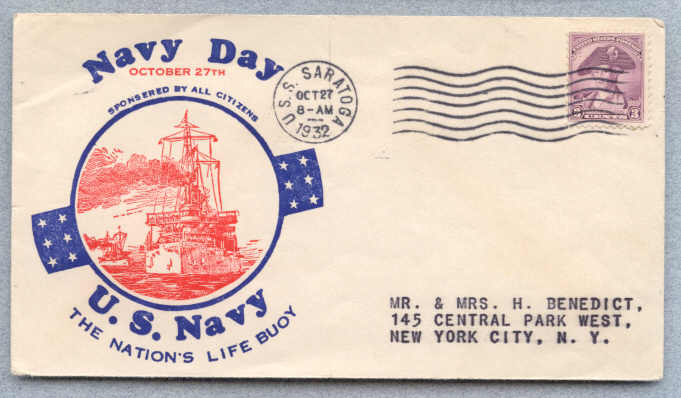 Navy Day
OCTOBER 27TH
SPONSERED BY ALL CITIZENS
U. S. Navy
THE NATION'S LIFE BUOY
U.S.S. SARATOGA
OCT 27
8-AM
1932
3
MR. & MRS. H. BENEDICT,
145 CENTRAL PARK WEST,
NEW YORK CITY, N. Y.